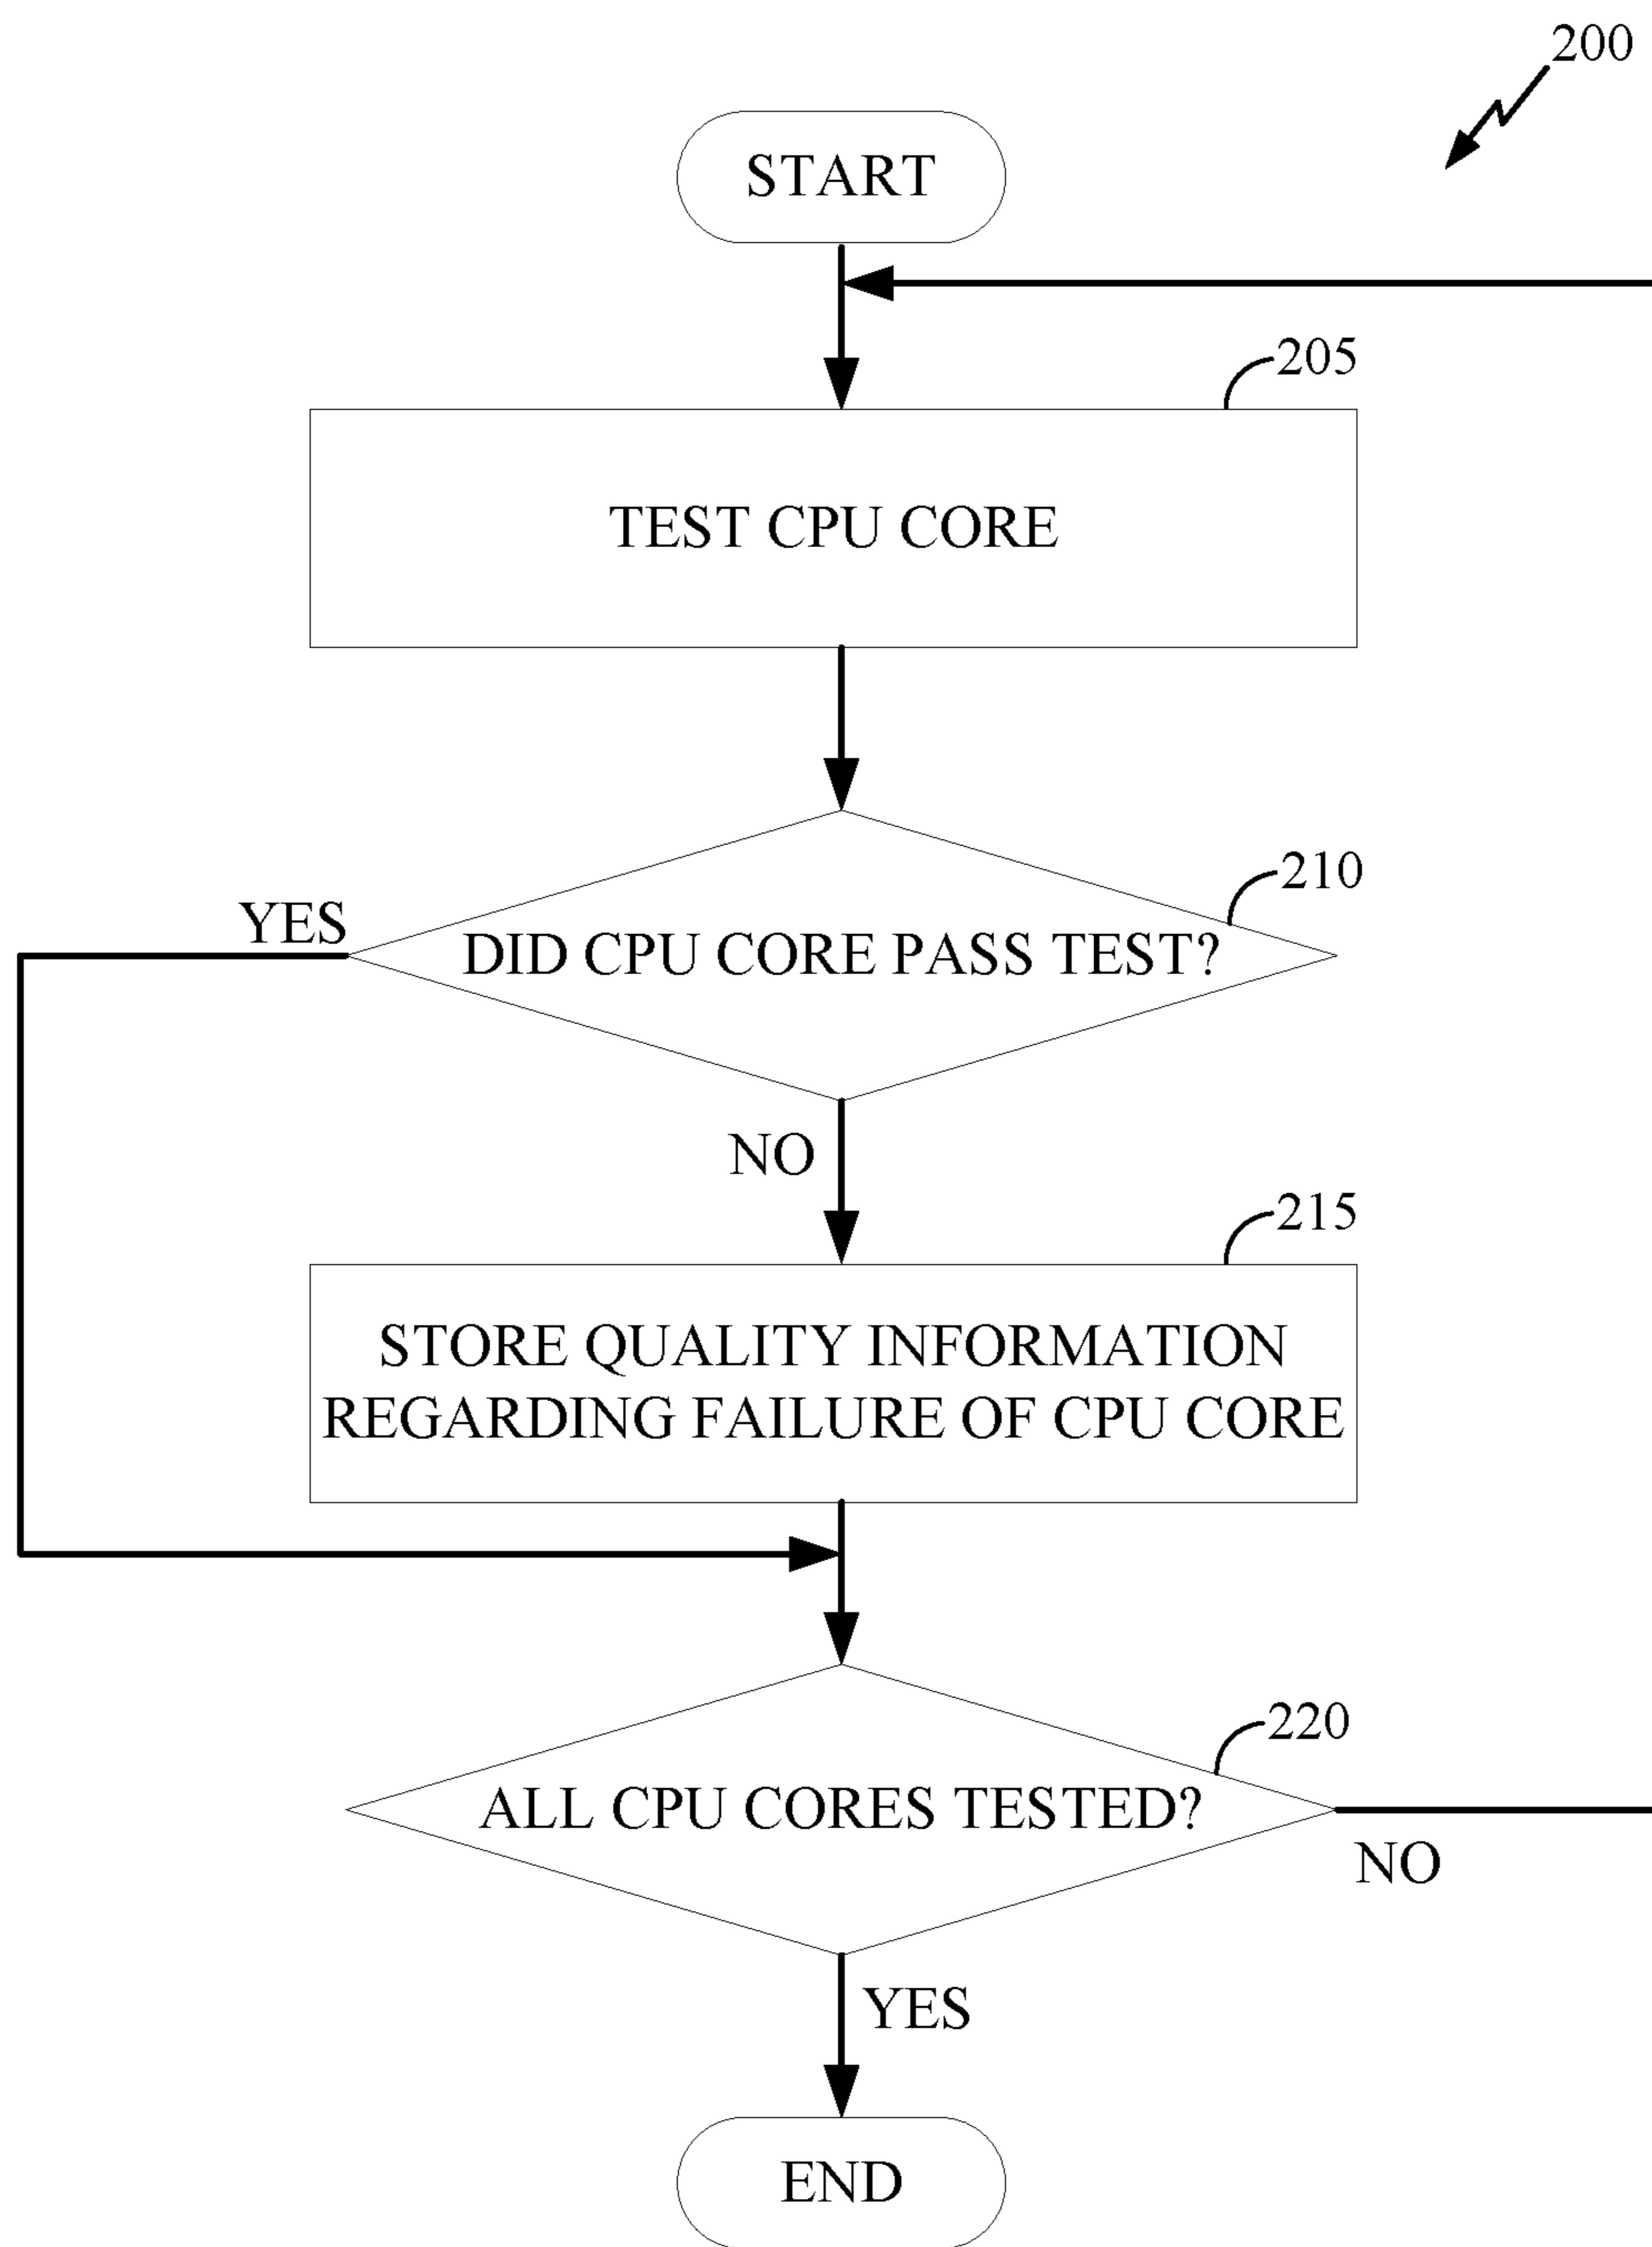 200
START
205
TEST CPU CORE
210
YES
DID CPU CORE PASS TEST?
NO
215
STORE QUALITY INFORMATION
REGARDING FAILURE OF CPU CORE
220
ALL CPU CORES TESTED?
NO
YES
END